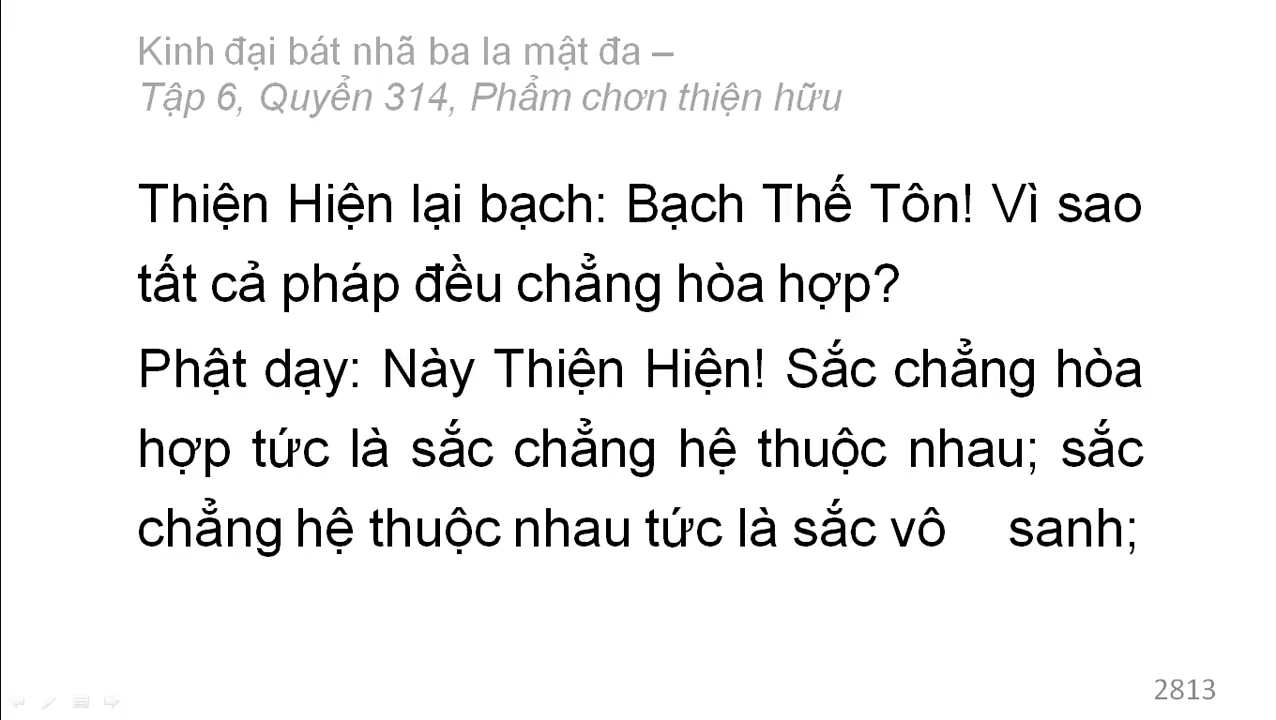 Kinh đại bát nhã ba la mật đa –
Tập 6, Quyển 314, Phẩm chơn thiện hữu
Thiện Hiện lại bạch: Bạch Thế Tôn! Vì sao
tất cả pháp đều chẳng hòa hợp?
Phật dạy: Này Thiện Hiện! Sắc chẳng hòa
hợp tức là sắc chẳng hệ thuộc nhau; sắc
chẳng hệ thuộc nhau tức là sắc vô sanh;
2813